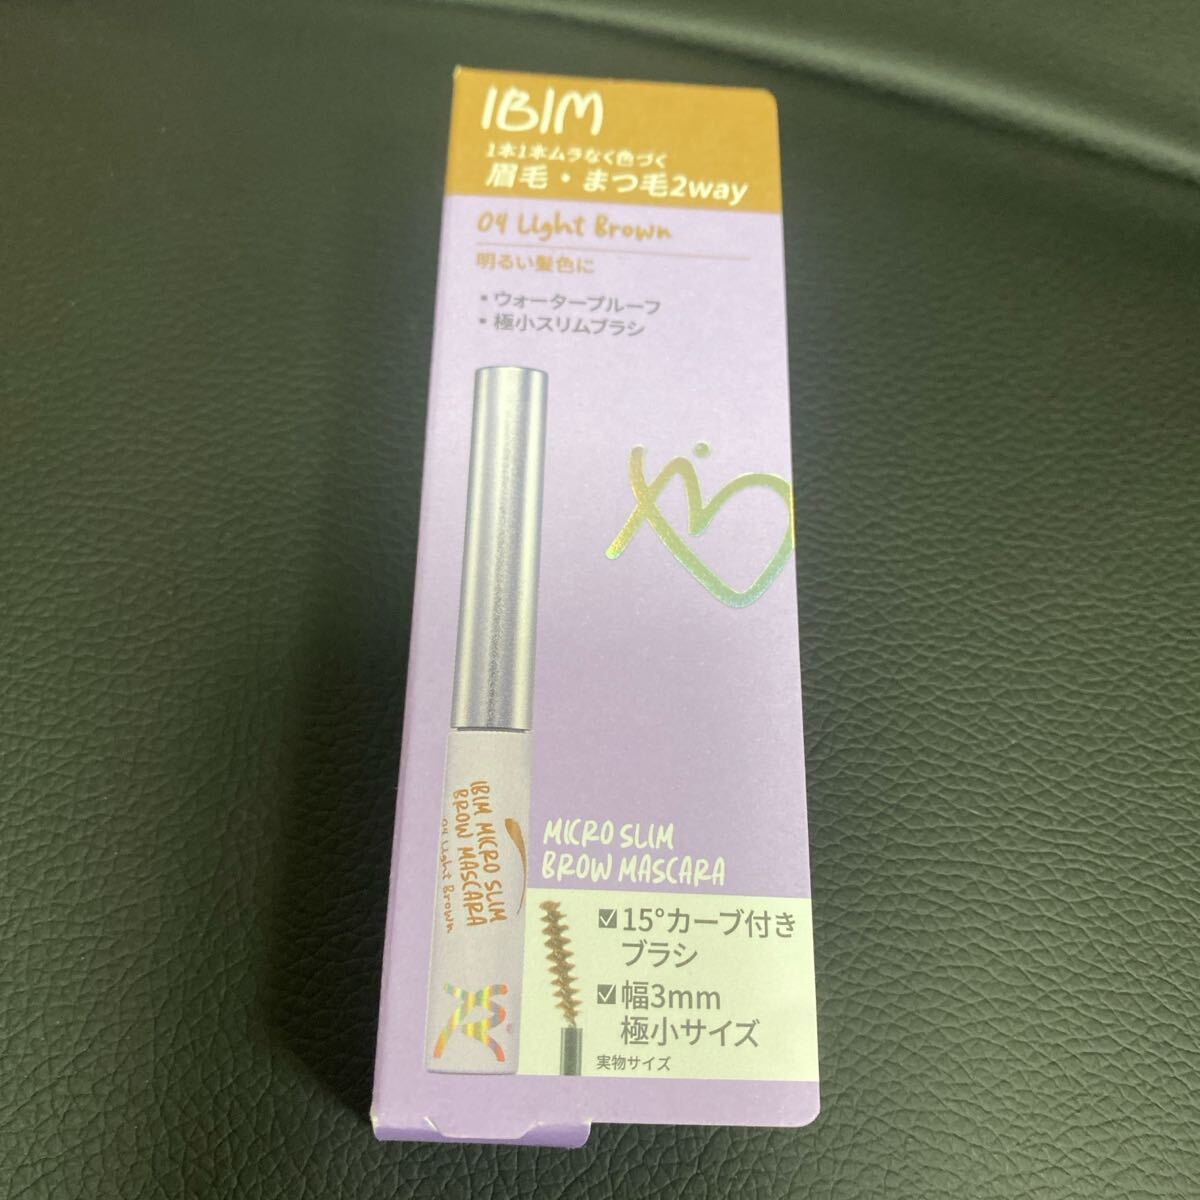 IBIM
1本1本ムラなく色づく
眉毛・まつ毛2way
04 Light Brown
明るい髪色に
・ウォータープルーフ
・極小スリムブラシ
IBIM MICRO SLIM
BROW MASCARA
04 Light Brown
MICRO SLIM
BROW MASCARA
☑15°カーブ付き
ブラシ
☑幅3mm
極小サイズ
実物サイズ